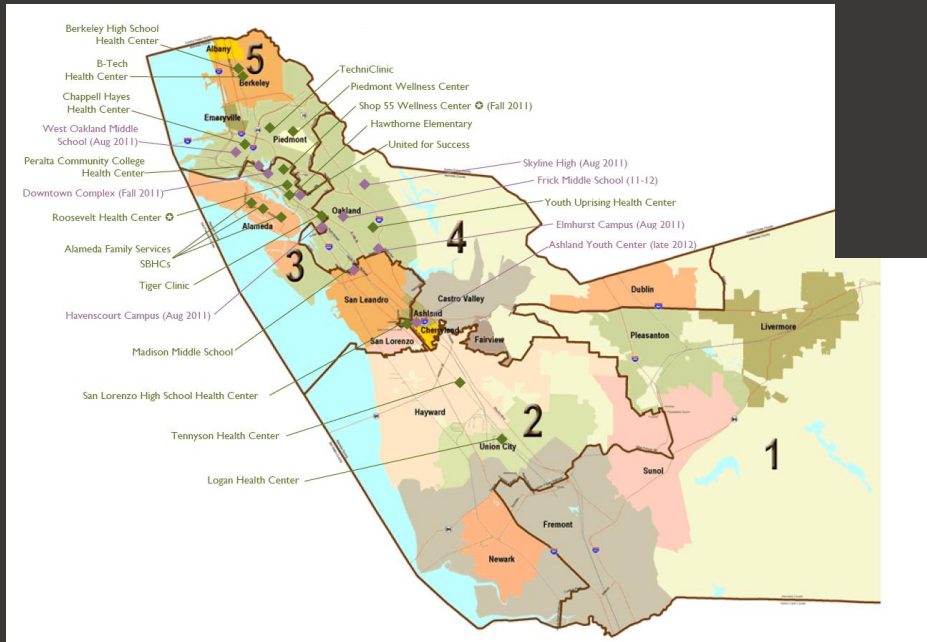 Berkeley High School
Health Center
B-Tech
Health Center
Chappell Hayes
Health Center
West Oakland Middle
School (Aug 2011)
Peralta Community College
Health Center
Downtown Complex (Fall 2011)
Roosevelt Health Center ✪
Alameda Family Services
SBHCs
Tiger Clinic
Havenscourt Campus (Aug 2011)
Madison Middle School
San Lorenzo High School Health Center
Tennyson Health Center
Logan Health Center
TechniClinic
Piedmont Wellness Center
Shop 55 Wellness Center ✪ (Fall 2011)
Hawthorne Elementary
United for Success
Skyline High (Aug 2011)
Frick Middle School (11-12)
Youth Uprising Health Center
Elmhurst Campus (Aug 2011)
Ashland Youth Center (late 2012)
Albany
5
Berkeley
Emeryville
Piedmont
Oakland
Alameda
4
3
San Leandro
Castro Valley
Ashland
Cherryland
Fairview
San Lorenzo
Dublin
Pleasanton
Livermore
Hayward
2
Union City
Sunol
1
Fremont
Newark